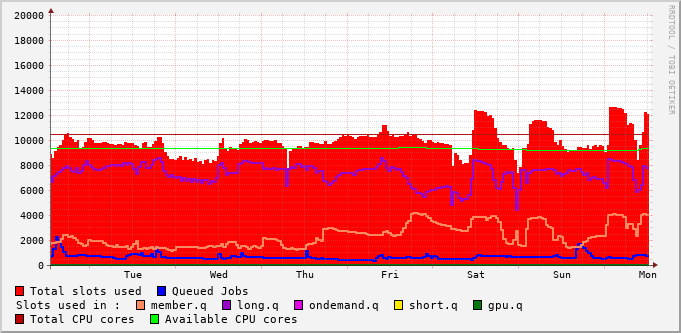 20000
18000
16000
14000
12000
10000
8000
6000
4000
2000
0
Tue Wed Thu Fri Sat Sun Mon
RRDTOOL / TOBI OETIKER
Total slots used Queued Jobs
Slots used in : member.q long.q ondemand.q short.q gpu.q
Total CPU cores Available CPU cores